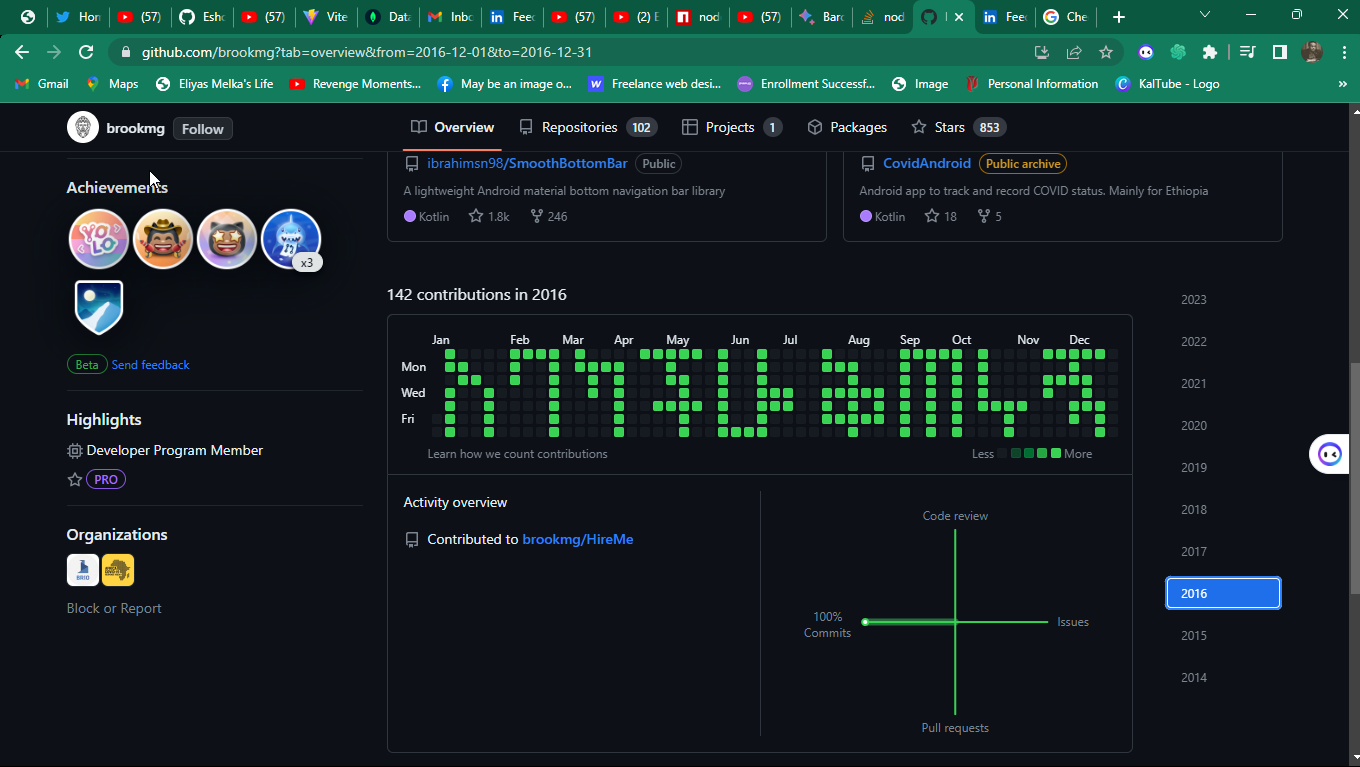 Hon (57) Esh (57) Vite Data Inb Fee (57) (2) nod (57) Bar nod Fee Che
github.com/brookmg?tab=overview&from=2016-12-01&to=2016-12-31
Gmail Maps Eliyas Melka's Life Revenge Moments... May be an image o... Freelance web desi... Enrollment Successf... Image Personal Information KalTube - Logo »
brookmg Follow Overview Repositories 102 Projects 1 Packages Stars 853
ibrahimsn98/SmoothBottomBar Public
A lightweight Android material bottom navigation bar library
Kotlin 1.8k 246
CovidAndroid Public archive
Android app to track and record COVID status. Mainly for Ethiopia
Kotlin 18 5
Achievements
YOLO
x3
Beta Send feedback
Highlights
Developer Program Member
PRO
Organizations
BRIO
Block or Report
142 contributions in 2016
Jan Feb Mar Apr May Jun Jul Aug Sep Oct Nov Dec
Mon
Wed
Fri
Learn how we count contributions Less More
Activity overview
Contributed to brookmg/HireMe
Code review
100%
Commits
Issues
Pull requests
2023
2022
2021
2020
2019
2018
2017
2016
2015
2014